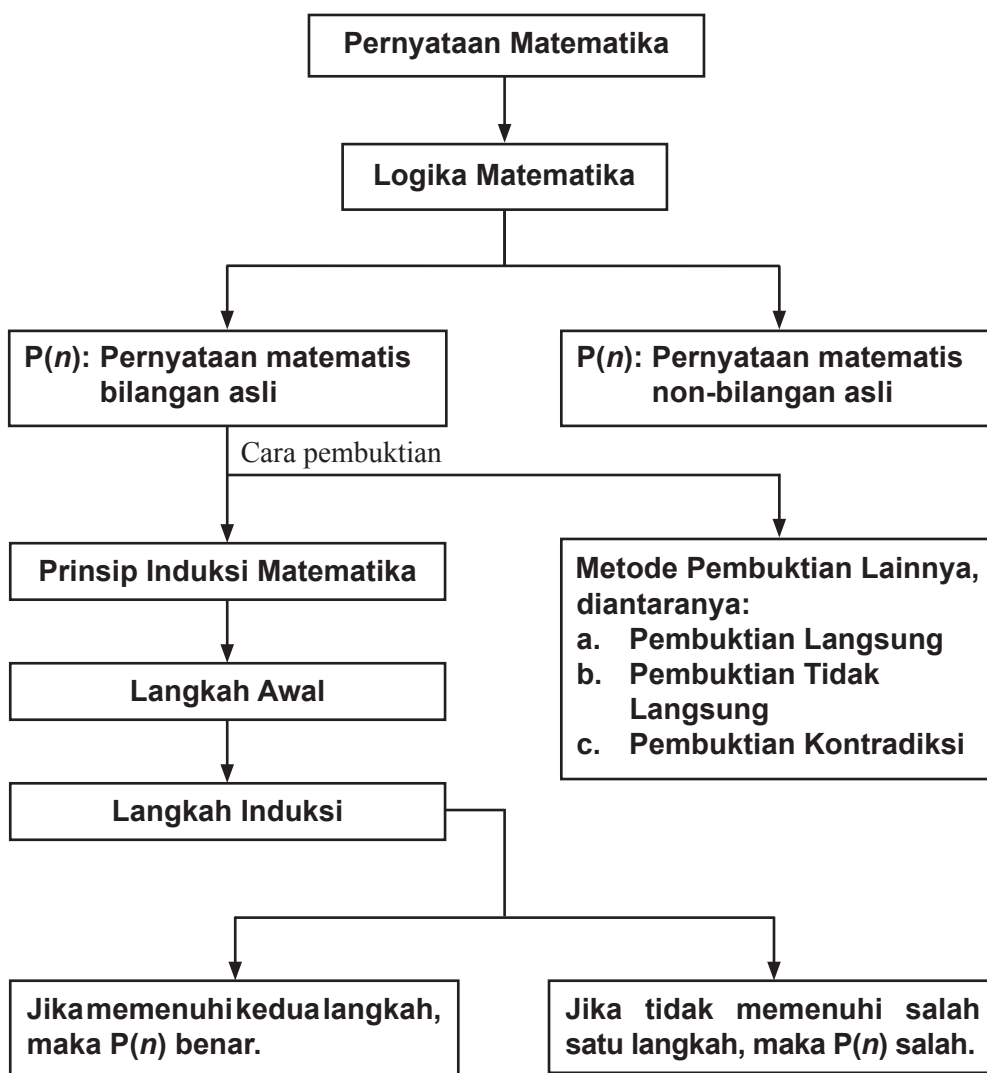 Pernyataan Matematika
Logika Matematika
P(n): Pernyataan matematis
bilangan asli
P(n): Pernyataan matematis
non-bilangan asli
Cara pembuktian
Prinsip Induksi Matematika
Metode Pembuktian Lainnya,
diantaranya:
a. Pembuktian Langsung
b. Pembuktian Tidak
Langsung
c. Pembuktian Kontradiksi
Langkah Awal
Langkah Induksi
Jika memenuhi kedua langkah,
maka P(n) benar.
Jika tidak memenuhi salah
satu langkah, maka P(n) salah.